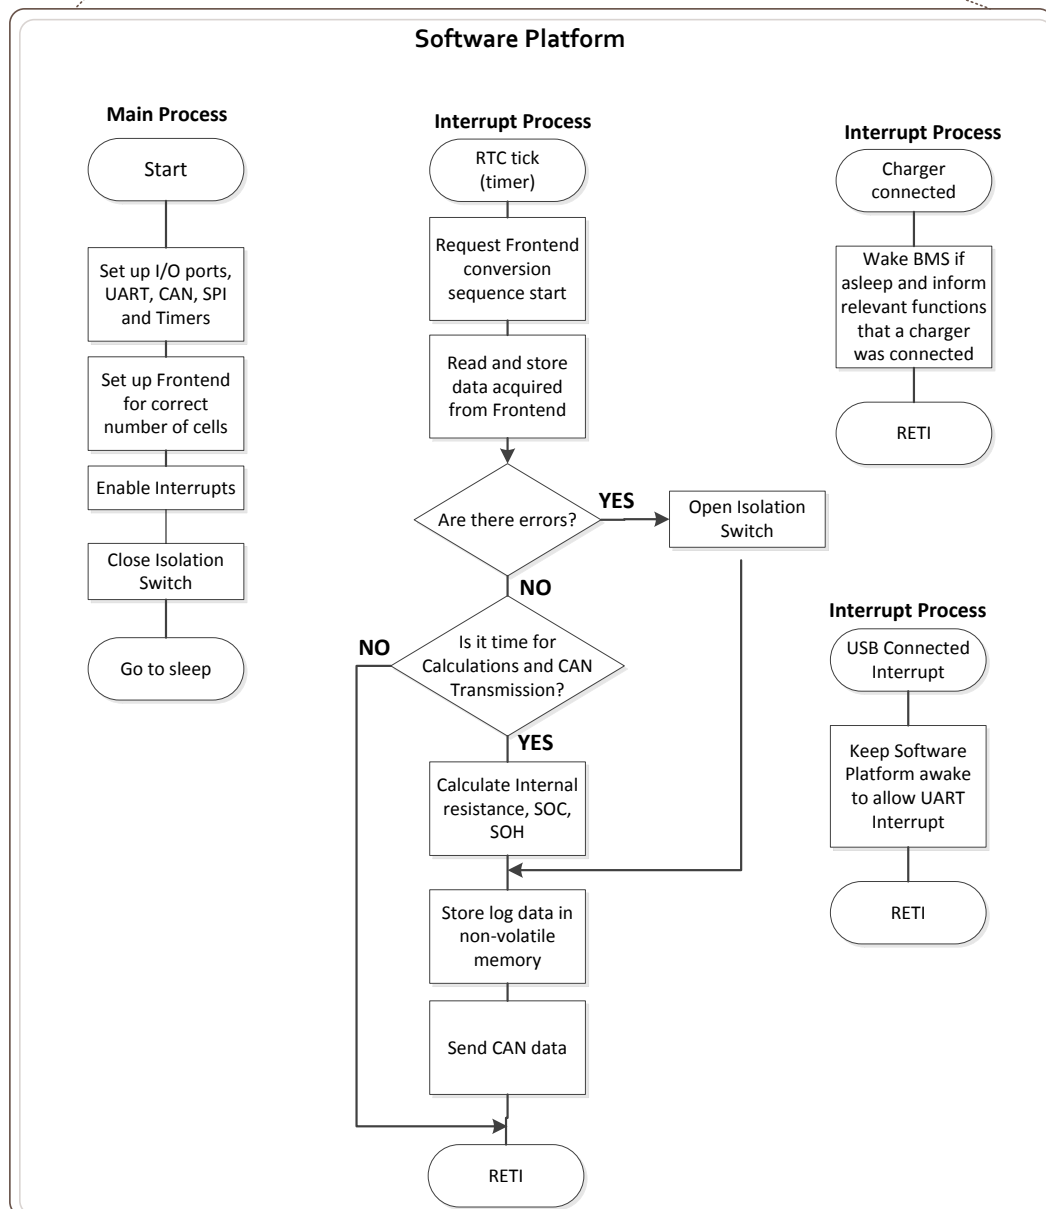 Software Platform
Main Process
Start
Set up I/O ports,
UART, CAN, SPI
and Timers
Set up Frontend
for correct
number of cells
Enable Interrupts
Close Isolation
Switch
Go to sleep
Interrupt Process
RTC tick
(timer)
Request Frontend
conversion
sequence start
Read and store
data acquired
from Frontend
Are there errors?
YES
Open Isolation
Switch
NO
Is it time for
Calculations and CAN
Transmission?
NO
YES
Calculate Internal
resistance, SOC,
SOH
Store log data in
non-volatile
memory
Send CAN data
RETI
Interrupt Process
Charger
connected
Wake BMS if
asleep and inform
relevant functions
that a charger
was connected
RETI
Interrupt Process
USB Connected
Interrupt
Keep Software
Platform awake
to allow UART
Interrupt
RETI